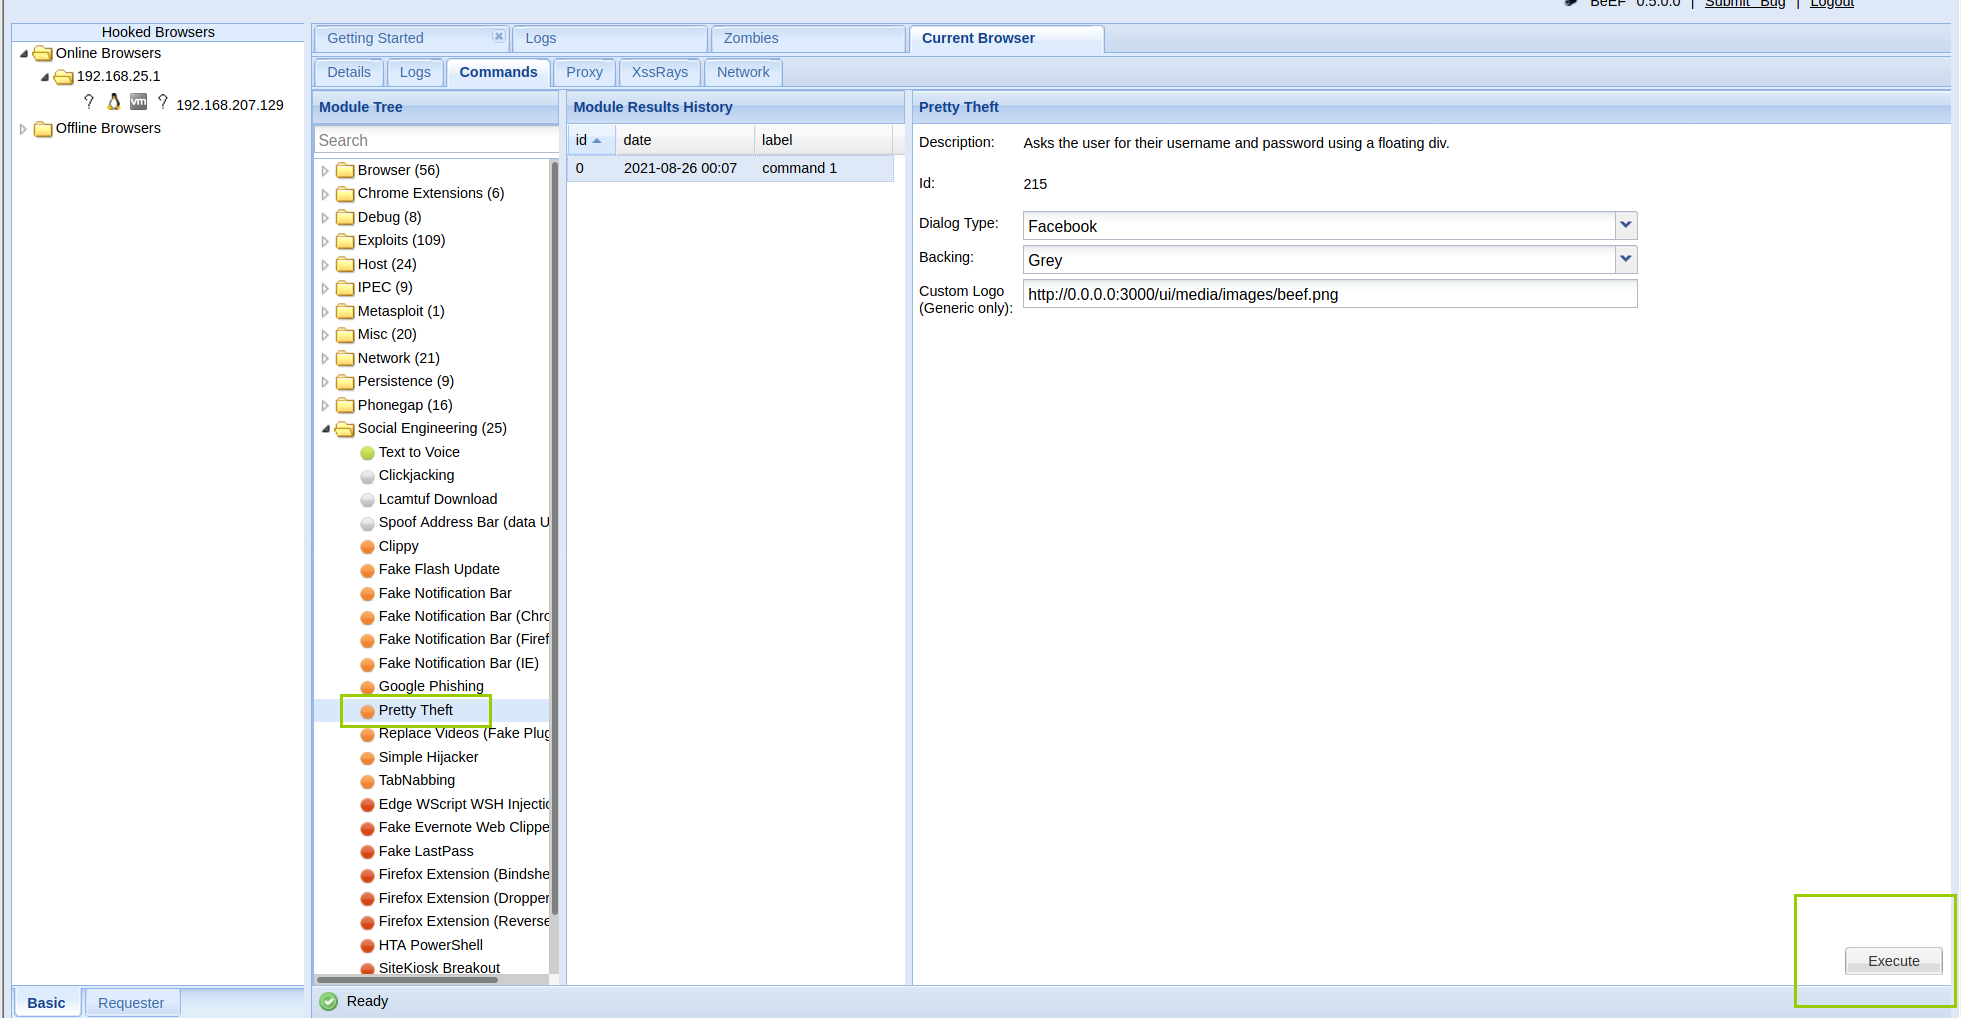 BeEF 0.5.0.0 | Submit Bug | Logout
Hooked Browsers
Online Browsers
192.168.25.1
? vm ? 192.168.207.129
Offline Browsers
Basic Requester
Getting Started Logs Zombies Current Browser
Details Logs Commands Proxy XssRays Network
Module Tree
Search
Browser (56)
Chrome Extensions (6)
Debug (8)
Exploits (109)
Host (24)
IPEC (9)
Metasploit (1)
Misc (20)
Network (21)
Persistence (9)
Phonegap (16)
Social Engineering (25)
Text to Voice
Clickjacking
Lcamtuf Download
Spoof Address Bar (data U
Clippy
Fake Flash Update
Fake Notification Bar
Fake Notification Bar (Chro
Fake Notification Bar (Firef
Fake Notification Bar (IE)
Google Phishing
Pretty Theft
Replace Videos (Fake Plug
Simple Hijacker
TabNabbing
Edge WScript WSH Injectio
Fake Evernote Web Clippe
Fake LastPass
Firefox Extension (Bindshe
Firefox Extension (Dropper
Firefox Extension (Reverse
HTA PowerShell
SiteKiosk Breakout
Module Results History
id date label
0 2021-08-26 00:07 command 1
Pretty Theft
Description: Asks the user for their username and password using a floating div.
Id: 215
Dialog Type: Facebook
Backing: Grey
Custom Logo
(Generic only): http://0.0.0.0:3000/ui/media/images/beef.png
Execute
Ready